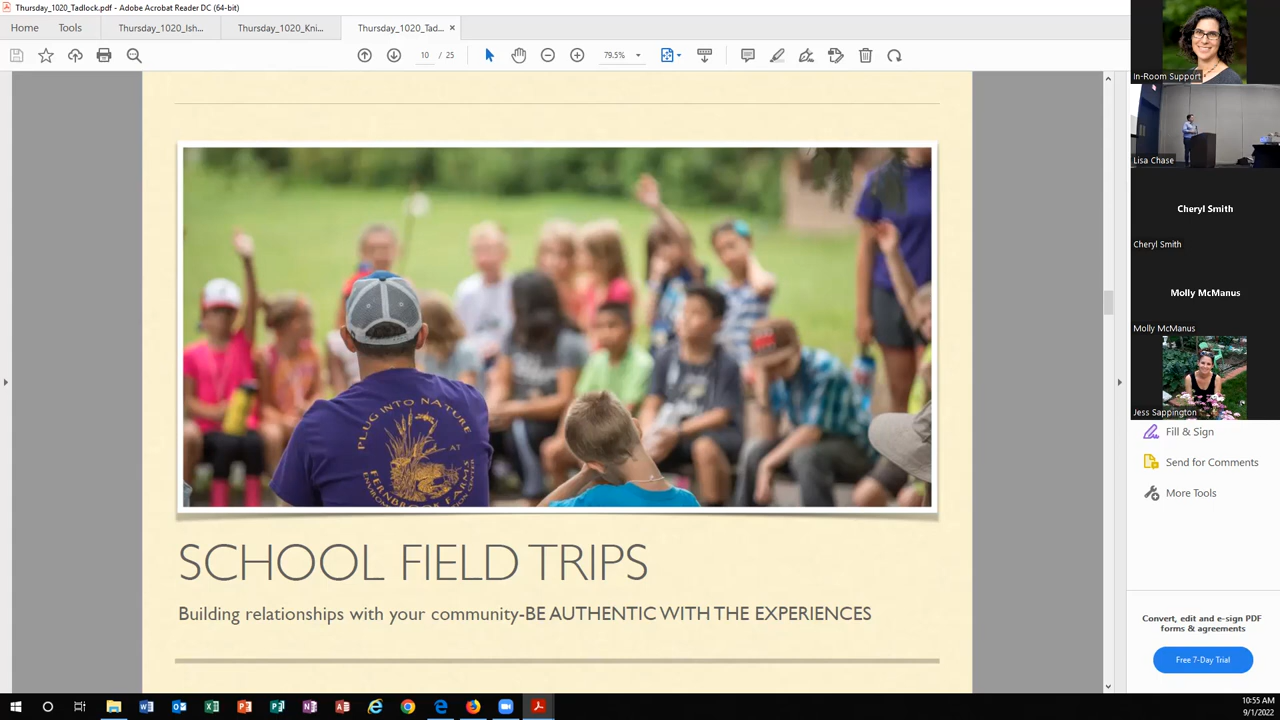 Thursday_1020_Tadlock.pdf - Adobe Acrobat Reader DC (64-bit)
Home
Tools
Thursday_1020_Ish...
Thursday_1020_Kni...
Thursday_1020_Tad...
10 / 25
79.5%
PLUG INTO NATURE
AT
FERNBROOK FARMS
SCHOOL FIELD TRIPS
Building relationships with your community-BE AUTHENTIC WITH THE EXPERIENCES
In-Room Support
Lisa Chase
Cheryl Smith
Cheryl Smith
Molly McManus
Molly McManus
Jess Sappington
Fill & Sign
Send for Comments
More Tools
Convert, edit and e-sign PDF
forms & agreements
Free 7-Day Trial
10:55 AM
9/1/2022